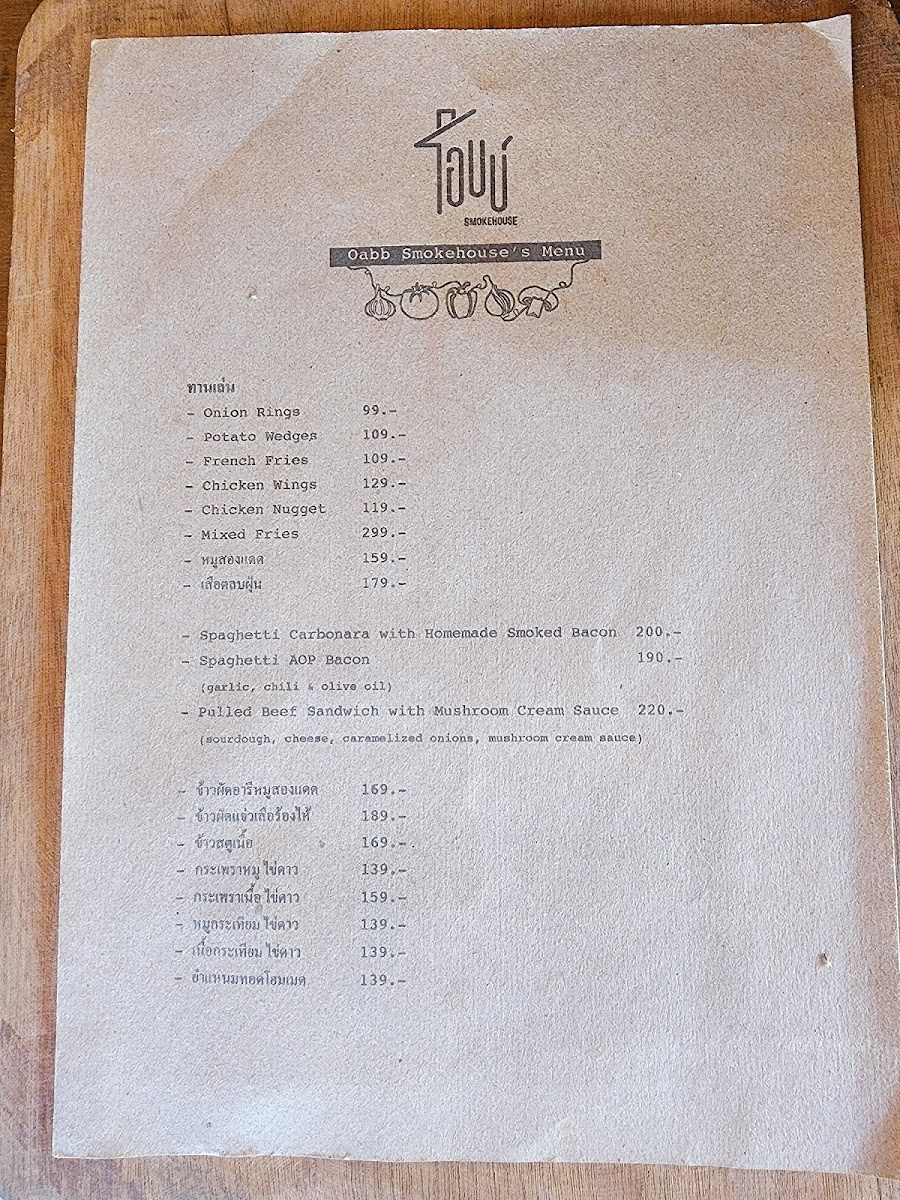 โอบบ์
SMOKEHOUSE
Oabb Smokehouse's Menu
ทานเล่น
- Onion Rings 99.-
- Potato Wedges 109.-
- French Fries 109.-
- Chicken Wings 129.-
- Chicken Nugget 119.-
- Mixed Fries 299.-
- หมูสองแดด 159.-
- เสือตลบฝุ่น 179.-
- Spaghetti Carbonara with Homemade Smoked Bacon 200.-
- Spaghetti AOP Bacon 190.-
(garlic, chili & olive oil)
- Pulled Beef Sandwich with Mushroom Cream Sauce 220.-
(sourdough, cheese, caramelized onions, mushroom cream sauce)
- ข้าวผัดอารีหมูสองแดด 169.-
- ข้าวผัดแจ่วเสือร้องไห้ 189.-
- ข้าวสตูเนื้อ 169.-
- กระเพราหมู ไข่ดาว 139.-
- กระเพราเนื้อ ไข่ดาว 159.-
- หมูกระเทียม ไข่ดาว 139.-
- เนื้อกระเทียม ไข่ดาว 139.-
- ยำแหนมทอดโฮมเมด 139.-